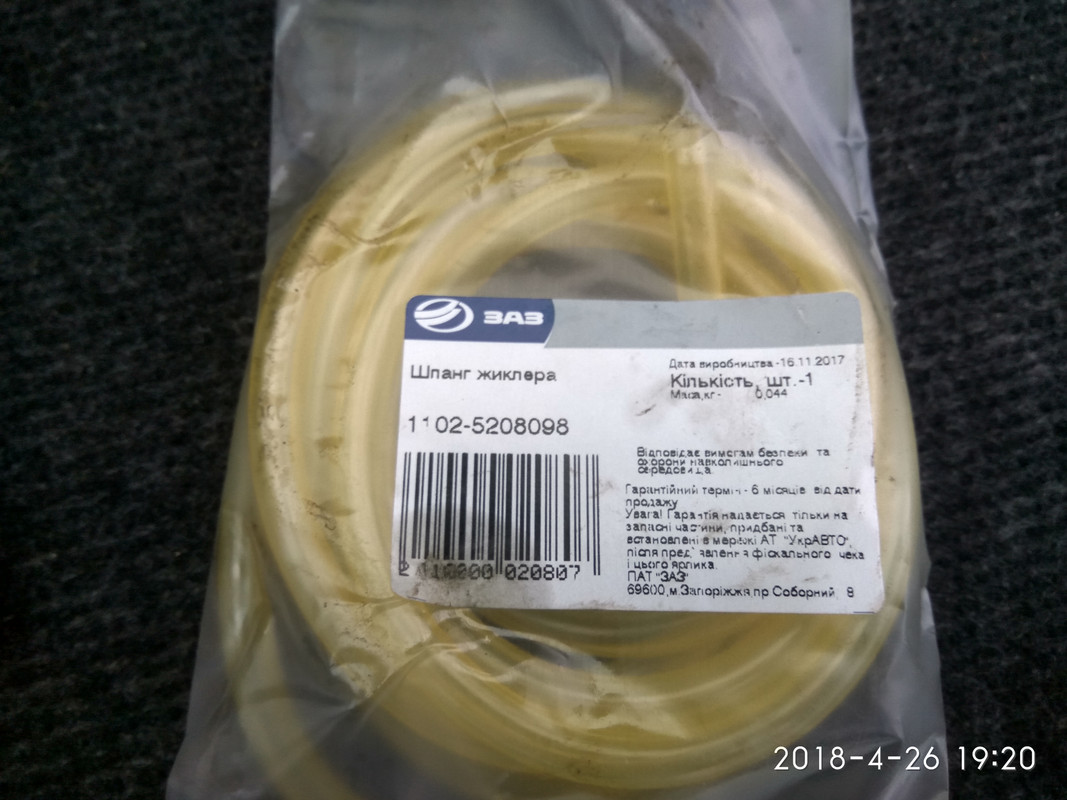 ЗАЗ
Шланг жиклера
1102-5208098
020807
Дата виробництва -16.11.2017
Кількість, шт.-1
Маса,кг - 0,044
Відповідає вимогам безпеки та
охорони навколишнього
середовища.
Гарантійний термін - 6 місяців від дати
продажу
Увага! Гарантія надається тільки на
запасні частини, придбані та
встановлені в мережі АТ "УкрАВТО",
після пред'явлення фіскального чека
і цього ярлика.
ПАТ "ЗАЗ"
69600,м.Запоріжжя,пр Соборний, 8
2018-4-26 19:20